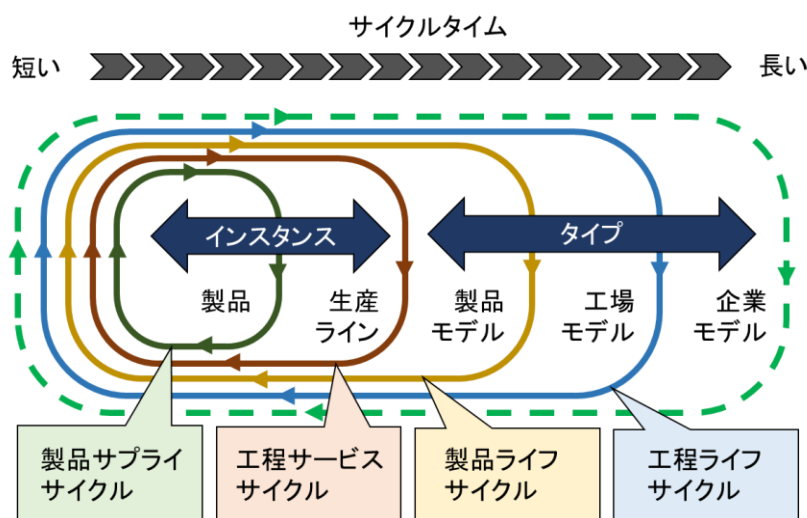 サイクルタイム
短い
長い
インスタンス
タイプ
製品
生産
ライン
製品
モデル
工場
モデル
企業
モデル
製品サプライ
サイクル
工程サービス
サイクル
製品ライフ
サイクル
工程ライフ
サイクル